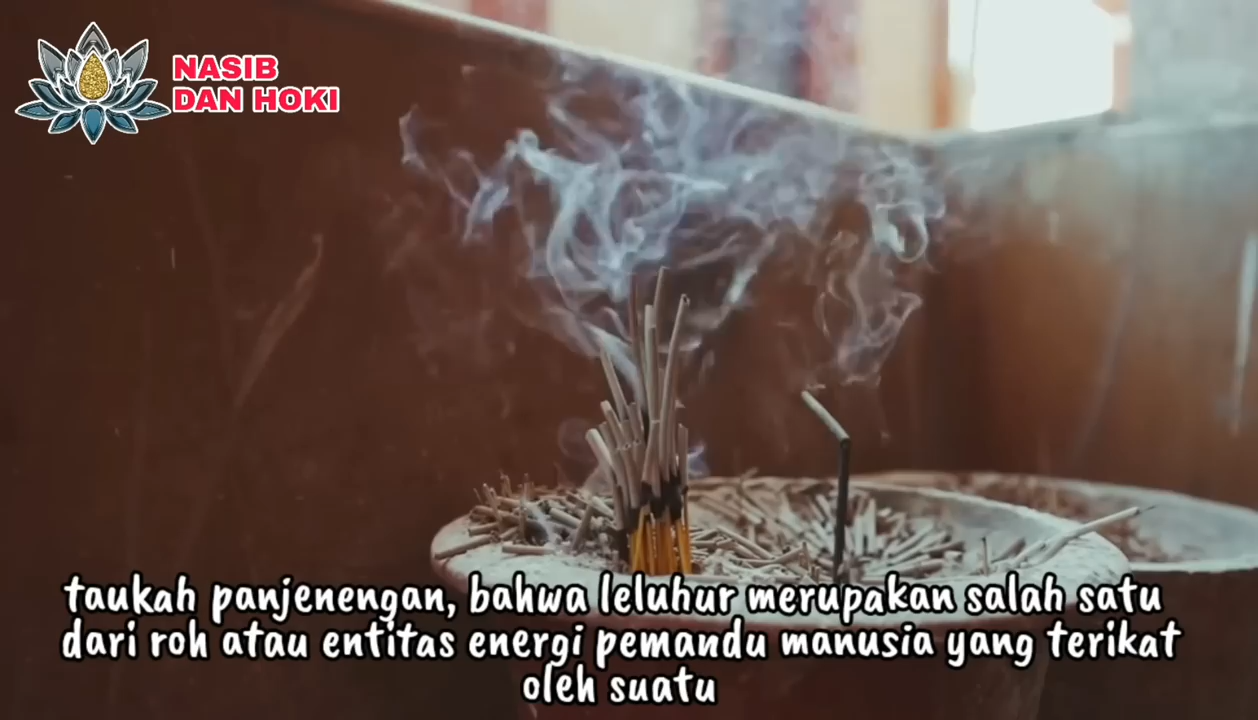 NASIB
DAN HOKI
taukah panjenengan, bahwa leluhur merupakan salah satu
dari roh atau entitas energi pemandu manusia yang terikat
oleh suatu